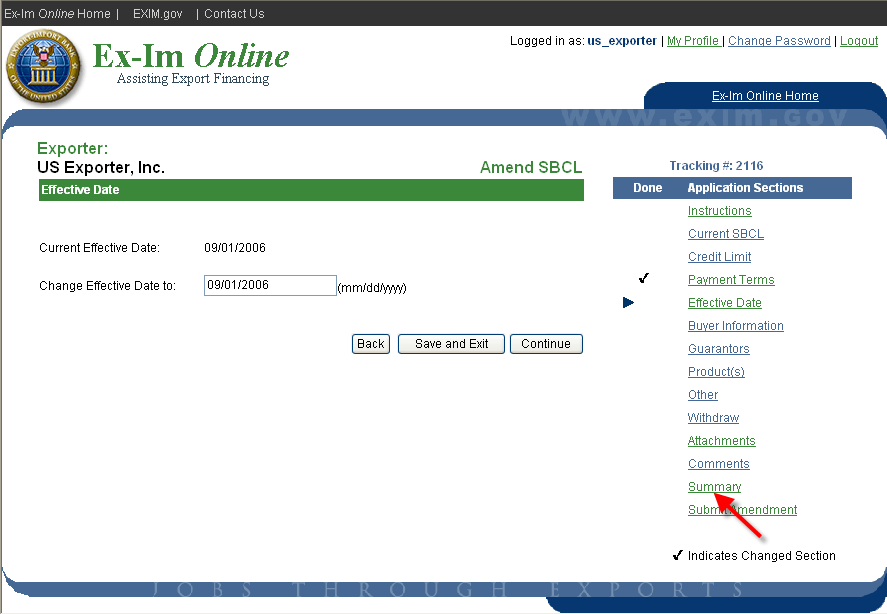 Ex-Im Online Home | EXIM.gov | Contact Us
EXPORT-IMPORT BANK
OF THE UNITED STATES
Ex-Im Online
Assisting Export Financing
Logged in as: us_exporter | My Profile | Change Password | Logout
Ex-Im Online Home
www.exim.gov
Exporter:
US Exporter, Inc.
Amend SBCL
Effective Date
Current Effective Date: 09/01/2006
Change Effective Date to: 09/01/2006 (mm/dd/yyyy)
Back Save and Exit Continue
Tracking #: 2116
Done Application Sections
Instructions
Current SBCL
Credit Limit
Payment Terms
Effective Date
Buyer Information
Guarantors
Product(s)
Other
Withdraw
Attachments
Comments
Summary
Submit Amendment
✓ Indicates Changed Section
JOBS THROUGH EXPORTS